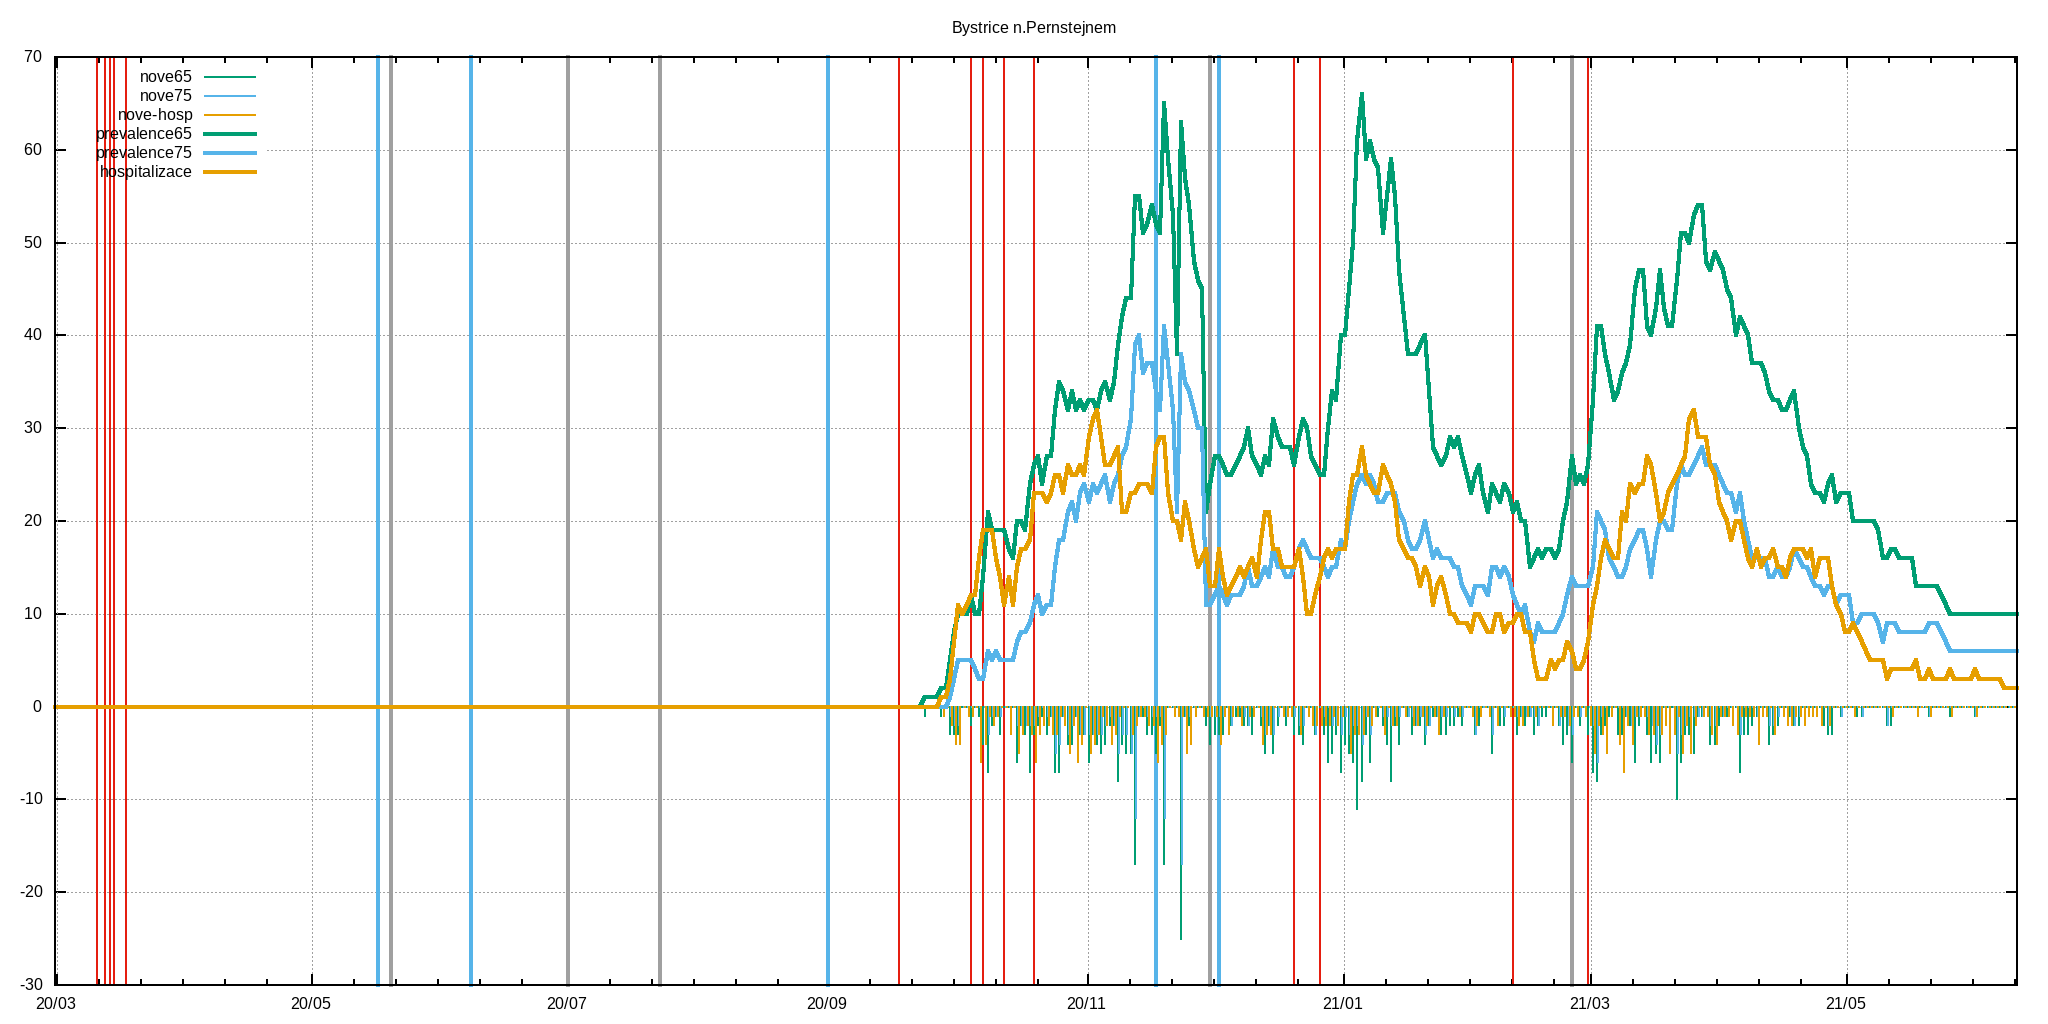 Bystrice n.Pernstejnem
70
60
50
40
30
20
10
0
-10
-20
-30
nove65
nove75
nove-hosp
prevalence65
prevalence75
hospitalizace
20/03 20/05 20/07 20/09 20/11 21/01 21/03 21/05